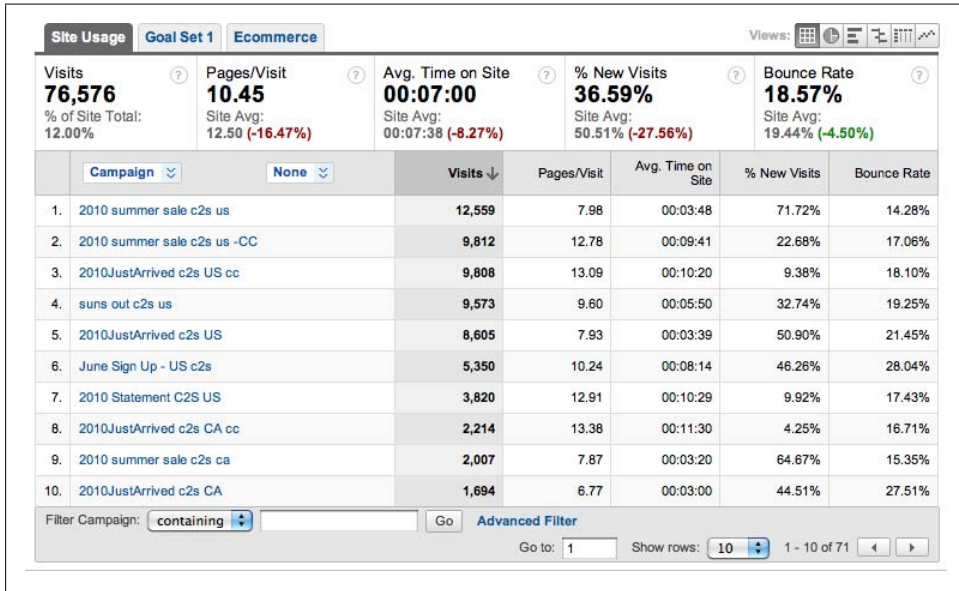 Site Usage Goal Set 1 Ecommerce Views:
Visits ? Pages/Visit ? Avg. Time on Site ? % New Visits ? Bounce Rate ?
76,576 10.45 00:07:00 36.59% 18.57%
% of Site Total: Site Avg: Site Avg: Site Avg: Site Avg:
12.00% 12.50 (-16.47%) 00:07:38 (-8.27%) 50.51% (-27.56%) 19.44% (-4.50%)
Campaign None Visits Pages/Visit Avg. Time on Site % New Visits Bounce Rate
1. 2010 summer sale c2s us 12,559 7.98 00:03:48 71.72% 14.28%
2. 2010 summer sale c2s us -CC 9,812 12.78 00:09:41 22.68% 17.06%
3. 2010JustArrived c2s US cc 9,808 13.09 00:10:20 9.38% 18.10%
4. suns out c2s us 9,573 9.60 00:05:50 32.74% 19.25%
5. 2010JustArrived c2s US 8,605 7.93 00:03:39 50.90% 21.45%
6. June Sign Up - US c2s 5,350 10.24 00:08:14 46.26% 28.04%
7. 2010 Statement C2S US 3,820 12.91 00:10:29 9.92% 17.43%
8. 2010JustArrived c2s CA cc 2,214 13.38 00:11:30 4.25% 16.71%
9. 2010 summer sale c2s ca 2,007 7.87 00:03:20 64.67% 15.35%
10. 2010JustArrived c2s CA 1,694 6.77 00:03:00 44.51% 27.51%
Filter Campaign: containing Go Advanced Filter
Go to: 1 Show rows: 10 1 - 10 of 71